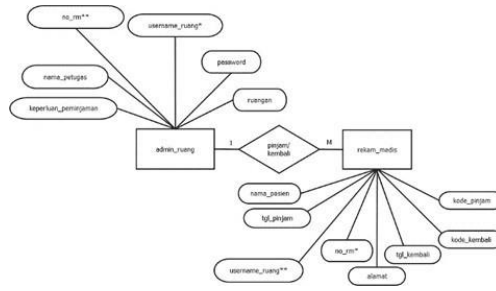 no_rm**
username_ruang*
password
nama_petugas
ruangan
keperluan_peminjaman
admin_ruang
1
pinjam/
kembali
M
rekam_medis
nama_pasien
kode_pinjam
tgl_pinjam
kode_kembali
no_rm*
tgl_kembali
username_ruang**
alamat